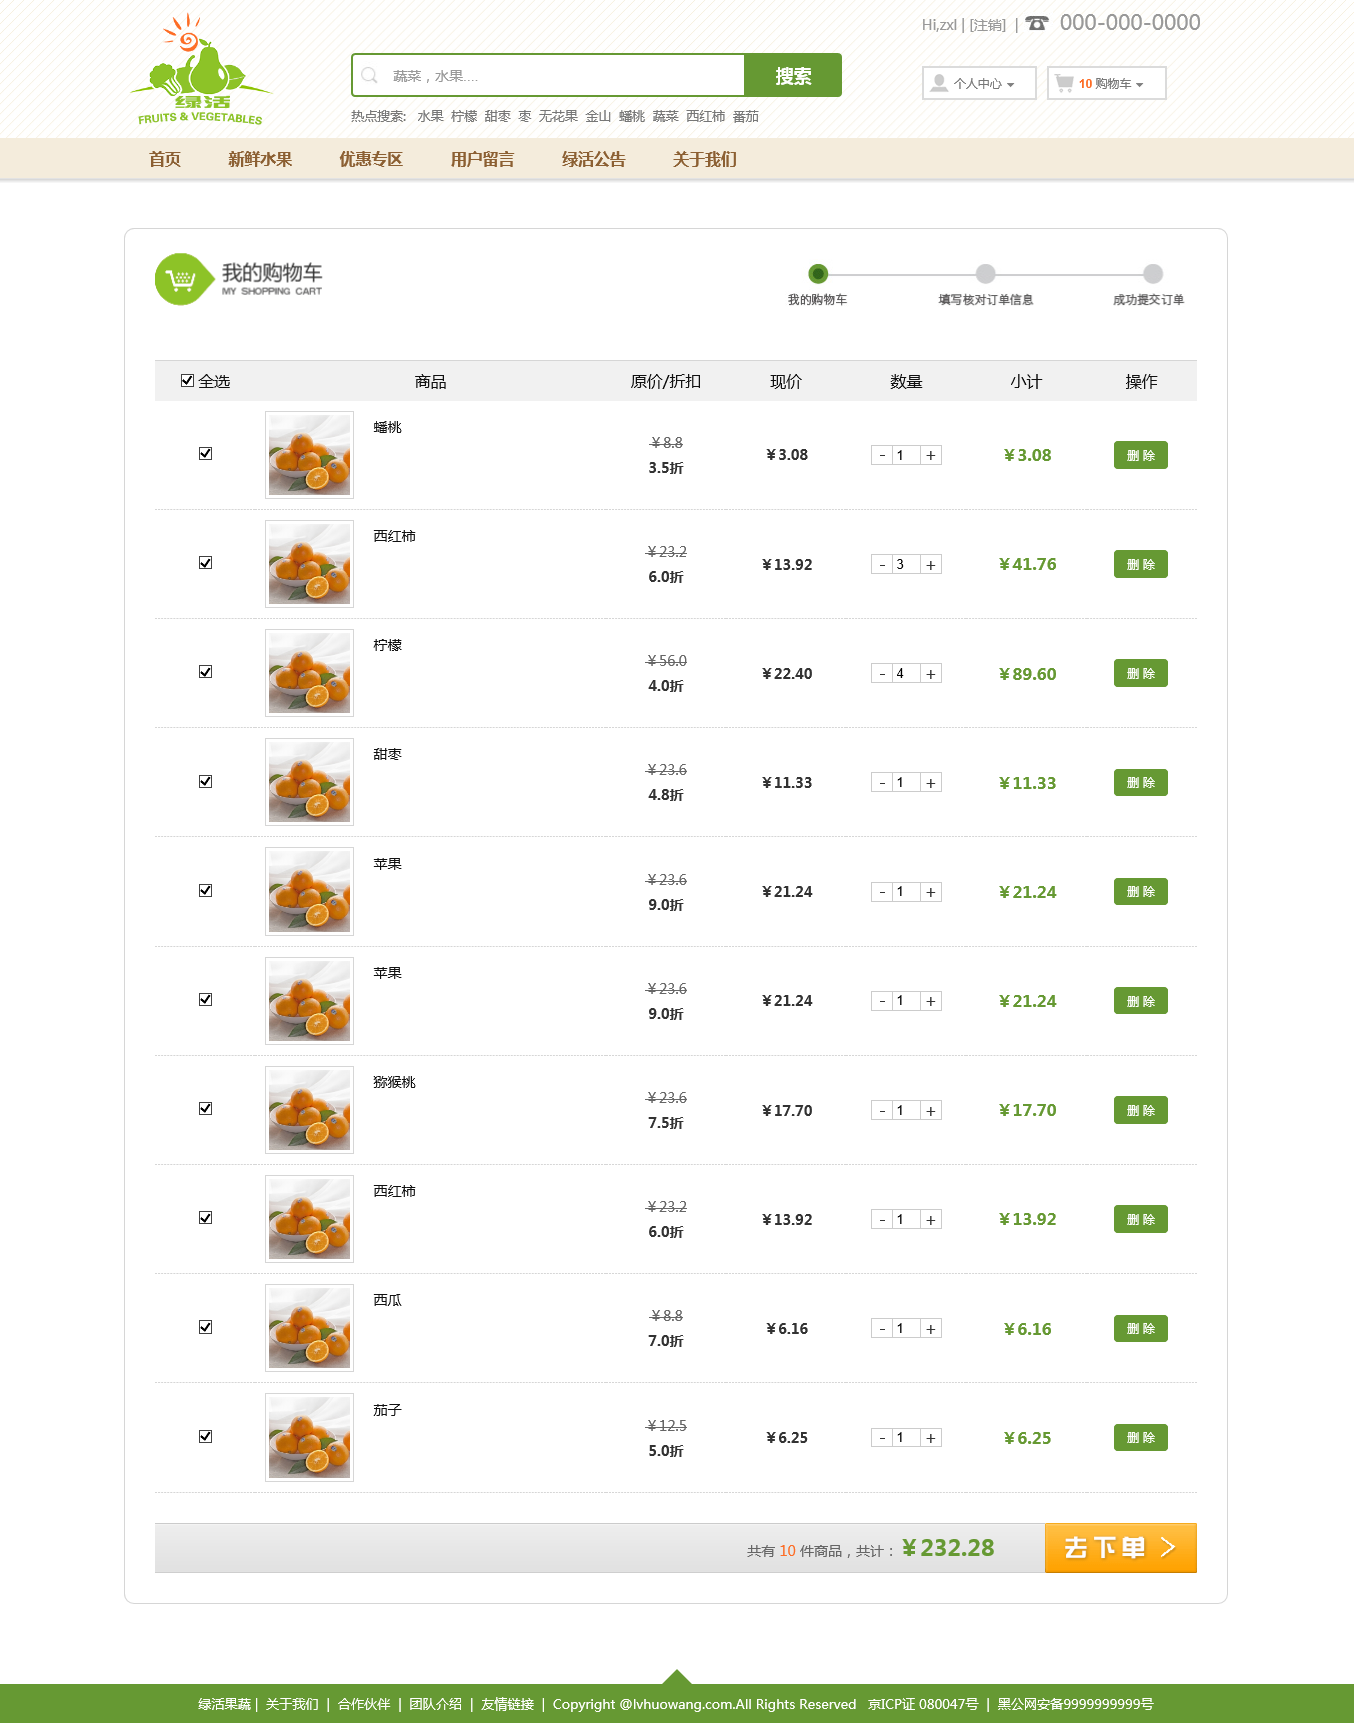 Hi,zxl | [注销] | 000-000-0000
绿活
FRUITS & VEGETABLES
蔬菜，水果....
搜索
个人中心
10 购物车
热点搜索: 水果 柠檬 甜枣 枣 无花果 金山 蟠桃 蔬菜 西红柿 番茄
首页 新鲜水果 优惠专区 用户留言 绿活公告 关于我们
我的购物车
MY SHOPPING CART
我的购物车 填写核对订单信息 成功提交订单
全选 商品 原价/折扣 现价 数量 小计 操作
蟠桃
¥8.8
3.5折
¥3.08 - 1 + ¥3.08 删 除
西红柿
¥23.2
6.0折
¥13.92 - 3 + ¥41.76 删 除
柠檬
¥56.0
4.0折
¥22.40 - 4 + ¥89.60 删 除
甜枣
¥23.6
4.8折
¥11.33 - 1 + ¥11.33 删 除
苹果
¥23.6
9.0折
¥21.24 - 1 + ¥21.24 删 除
苹果
¥23.6
9.0折
¥21.24 - 1 + ¥21.24 删 除
猕猴桃
¥23.6
7.5折
¥17.70 - 1 + ¥17.70 删 除
西红柿
¥23.2
6.0折
¥13.92 - 1 + ¥13.92 删 除
西瓜
¥8.8
7.0折
¥6.16 - 1 + ¥6.16 删 除
茄子
¥12.5
5.0折
¥6.25 - 1 + ¥6.25 删 除
共有 10 件商品，共计： ¥232.28 去下单 >
绿活果蔬 | 关于我们 | 合作伙伴 | 团队介绍 | 友情链接 | Copyright @lvhuowang.com.All Rights Reserved 京ICP证 080047号 | 黑公网安备9999999999号